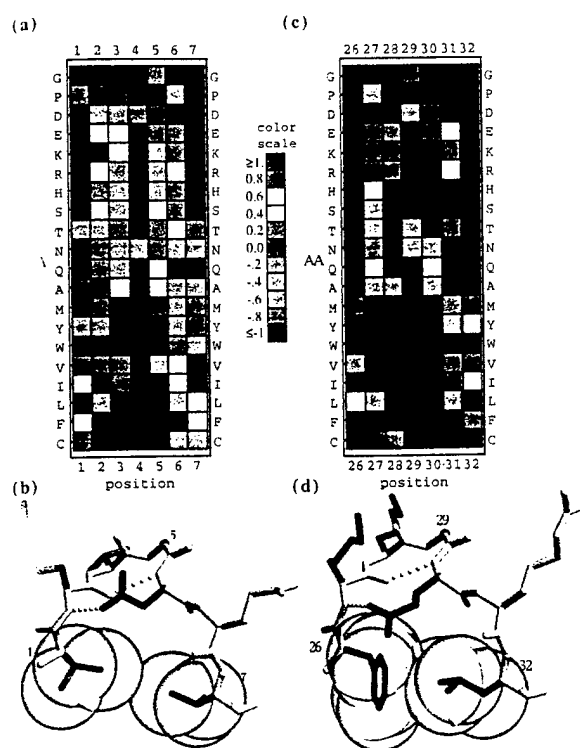 (a)
(c)
1 2 3 4 5 6 7
26 27 28 29 30 31 32
G G
P P
D D
E E
K K
R R
H H
S S
T T
N N
Q Q
A A
M M
Y Y
W W
V V
I I
L L
F F
C C
color
scale
≥1.
0.8
0.6
0.4
0.2
0.0
-.2
-.4
-.6
-.8
≤-1
AA
G
P
D
E
K
R
H
S
T
N
Q
A
M
Y
W
V
I
L
F
C
1 2 3 4 5 6 7
position
26 27 28 29 30 31 32
position
(b)
(d)
5
29
1
7
26
32